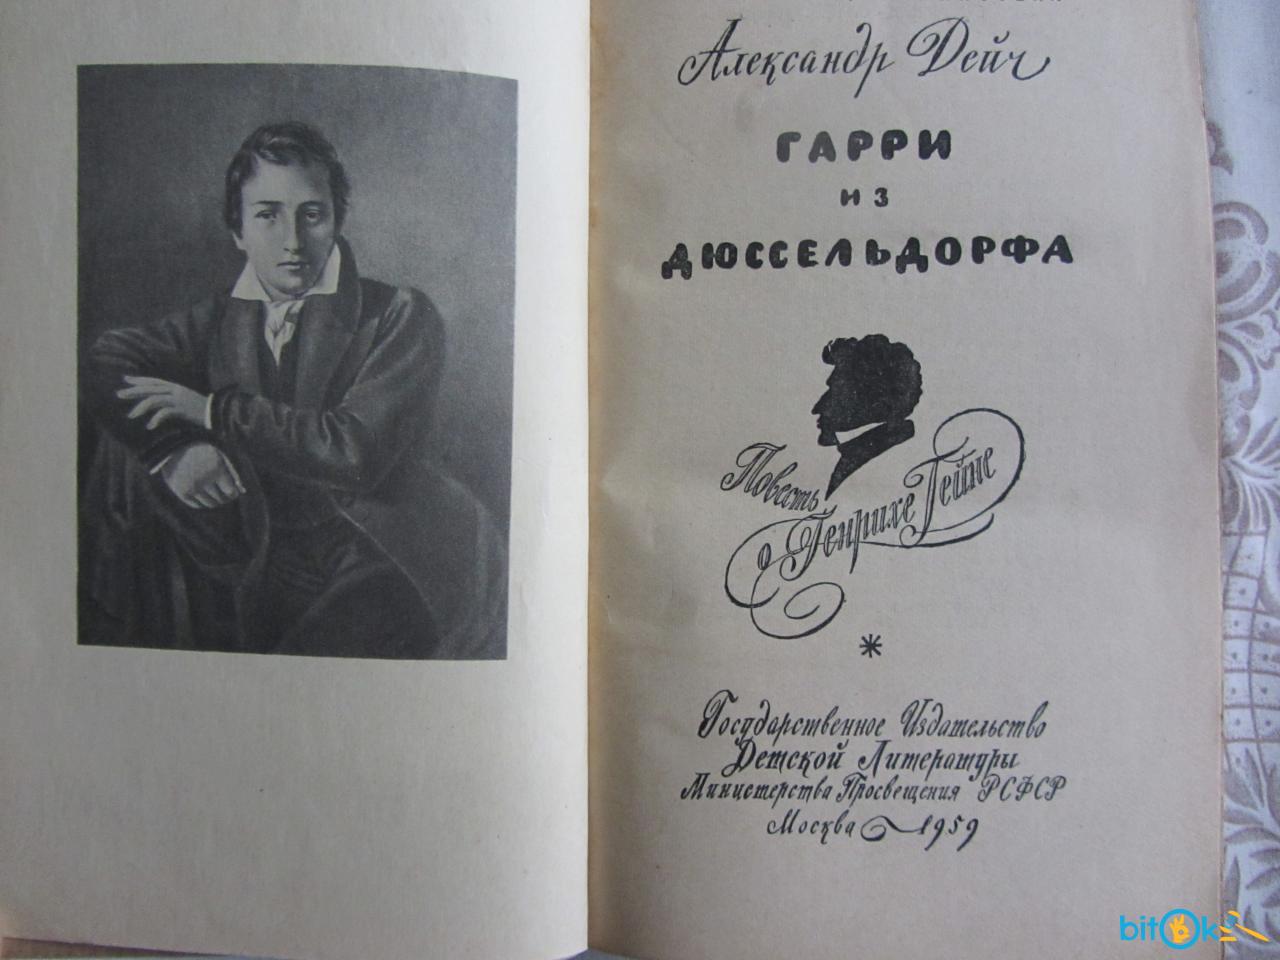 Александр Дейч
ГАРРИ
ИЗ
ДЮССЕЛЬДОРФА
Повесть
о Генрихе Гейне
*
Государственное Издательство
Детской Литературы
Министерства Просвещения РСФСР
Москва 1959
bitOk